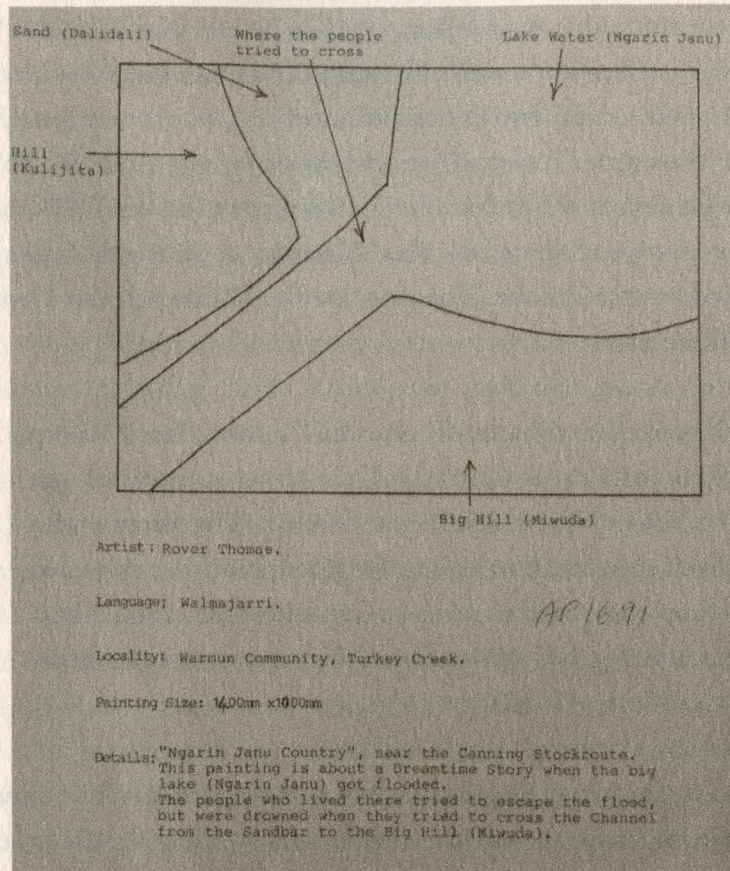 Sand (Dalidali)
Where the people
tried to cross
Lake Water (Ngarin Janu)
Hill
(Kulijita)
Big Hill (Miwuda)
Artist: Rover Thomas.
Language; Walmajarri.
AP 16 91
Locality: Warmun Community, Turkey Creek.
Painting Size: 1400mm x1000mm
Details: "Ngarin Janu Country", near the Canning Stockroute.
This painting is about a Dreamtime Story when the big
lake (Ngarin Janu) got flooded.
The people who lived there tried to escape the flood,
but were drowned when they tried to cross the Channel
from the Sandbar to the Big Hill (Miwuda).